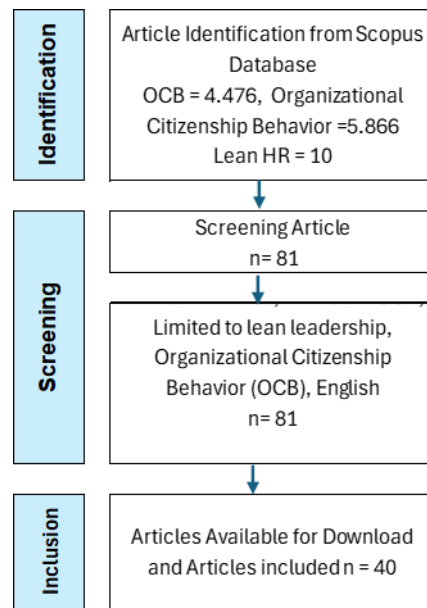 Identification
Article Identification from Scopus
Database
OCB = 4.476, Organizational
Citizenship Behavior =5.866
Lean HR = 10
Screening
Screening Article
n= 81
Limited to lean leadership,
Organizational Citizenship
Behavior (OCB), English
n= 81
Inclusion
Articles Available for Download
and Articles included n = 40